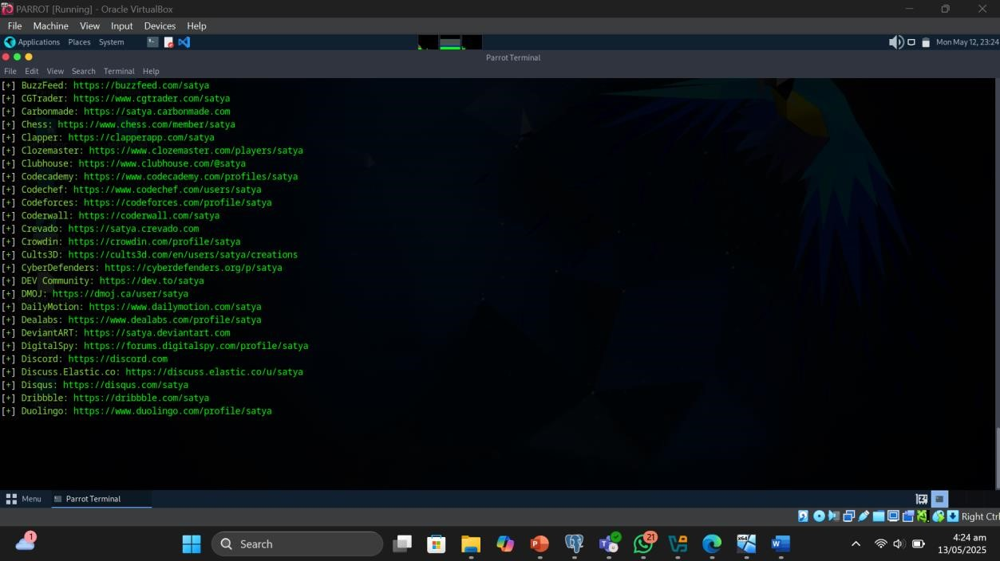 PARROT [Running] - Oracle VirtualBox
File Machine View Input Devices Help
Applications Places System Mon May 12, 23:24
Parrot Terminal
File Edit View Search Terminal Help
[+] BuzzFeed: https://buzzfeed.com/satya
[+] CGTrader: https://www.cgtrader.com/satya
[+] Carbonmade: https://satya.carbonmade.com
[+] Chess: https://www.chess.com/member/satya
[+] Clapper: https://clapperapp.com/satya
[+] Clozemaster: https://www.clozemaster.com/players/satya
[+] Clubhouse: https://www.clubhouse.com/@satya
[+] Codecademy: https://www.codecademy.com/profiles/satya
[+] Codechef: https://www.codechef.com/users/satya
[+] Codeforces: https://codeforces.com/profile/satya
[+] Coderwall: https://coderwall.com/satya
[+] Crevado: https://satya.crevado.com
[+] Crowdin: https://crowdin.com/profile/satya
[+] Cults3D: https://cults3d.com/en/users/satya/creations
[+] CyberDefenders: https://cyberdefenders.org/p/satya
[+] DEV Community: https://dev.to/satya
[+] DMOJ: https://dmoj.ca/user/satya
[+] DailyMotion: https://www.dailymotion.com/satya
[+] Dealabs: https://www.dealabs.com/profile/satya
[+] DeviantART: https://satya.deviantart.com
[+] DigitalSpy: https://forums.digitalspy.com/profile/satya
[+] Discord: https://discord.com
[+] Discuss.Elastic.co: https://discuss.elastic.co/u/satya
[+] Disqus: https://disqus.com/satya
[+] Dribbble: https://dribbble.com/satya
[+] Duolingo: https://www.duolingo.com/profile/satya
Menu Parrot Terminal
Right Ctrl
1 Search 21 4:24 am
13/05/2025